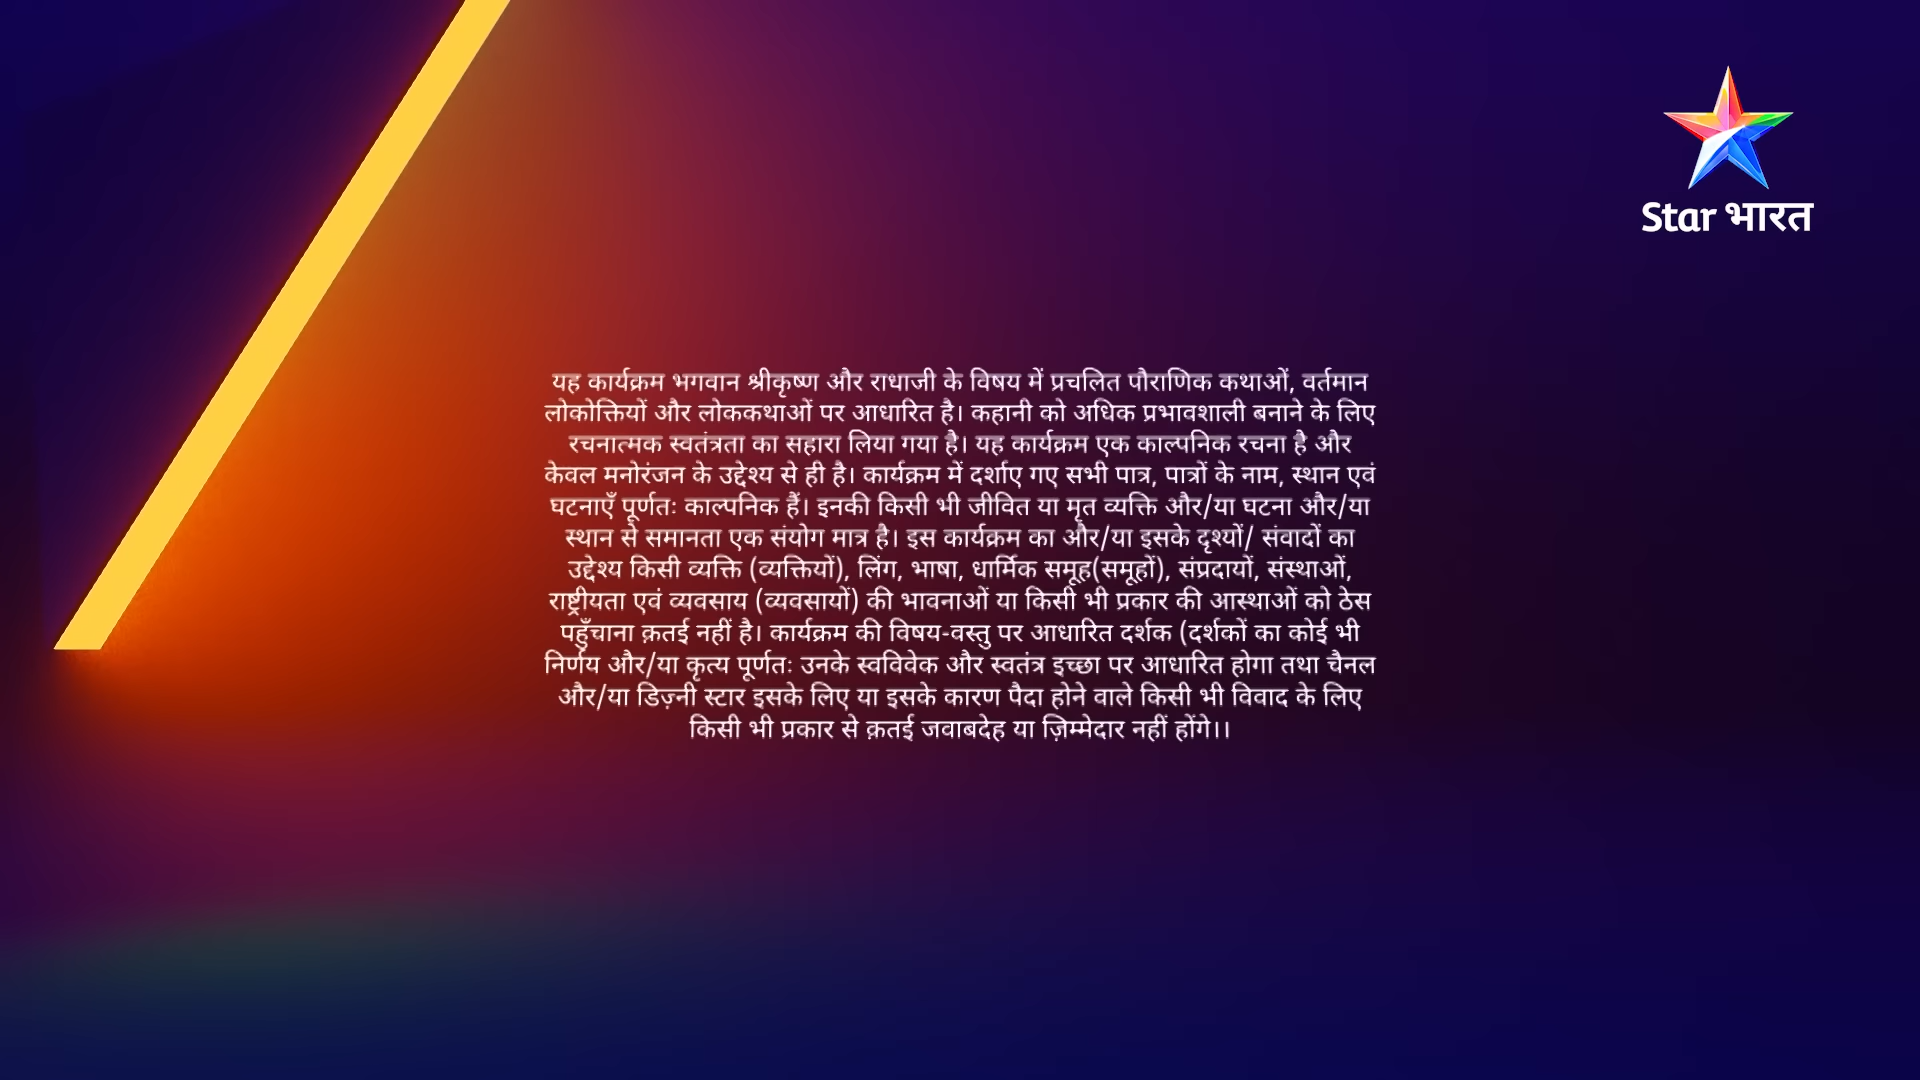 Star भारत
यह कार्यक्रम भगवान श्रीकृष्ण और राधाजी के विषय में प्रचलित पौराणिक कथाओं, वर्तमान
लोकोक्तियों और लोककथाओं पर आधारित है। कहानी को अधिक प्रभावशाली बनाने के लिए
रचनात्मक स्वतंत्रता का सहारा लिया गया है। यह कार्यक्रम एक काल्पनिक रचना है और
केवल मनोरंजन के उद्देश्य से ही है। कार्यक्रम में दर्शाए गए सभी पात्र, पात्रों के नाम, स्थान एवं
घटनाएँ पूर्णतः काल्पनिक हैं। इनकी किसी भी जीवित या मृत व्यक्ति और/या घटना और/या
स्थान से समानता एक संयोग मात्र है। इस कार्यक्रम का और/या इसके दृश्यों/ संवादों का
उद्देश्य किसी व्यक्ति (व्यक्तियों), लिंग, भाषा, धार्मिक समूह(समूहों), संप्रदायों, संस्थाओं,
राष्ट्रीयता एवं व्यवसाय (व्यवसायों) की भावनाओं या किसी भी प्रकार की आस्थाओं को ठेस
पहुँचाना क़तई नहीं है। कार्यक्रम की विषय-वस्तु पर आधारित दर्शक (दर्शकों का कोई भी
निर्णय और/या कृत्य पूर्णतः उनके स्वविवेक और स्वतंत्र इच्छा पर आधारित होगा तथा चैनल
और/या डिज़्नी स्टार इसके लिए या इसके कारण पैदा होने वाले किसी भी विवाद के लिए
किसी भी प्रकार से क़तई जवाबदेह या ज़िम्मेदार नहीं होंगे।।